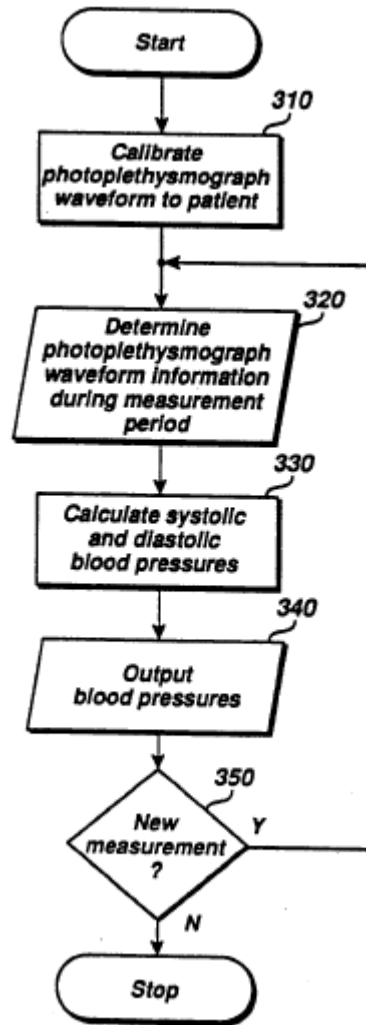 Start
310
Calibrate
photoplethysmograph
waveform to patient
320
Determine
photoplethysmograph
waveform information
during measurement
period
330
Calculate systolic
and diastolic
blood pressures
340
Output
blood pressures
350
New
measurement
?
Y
N
Stop